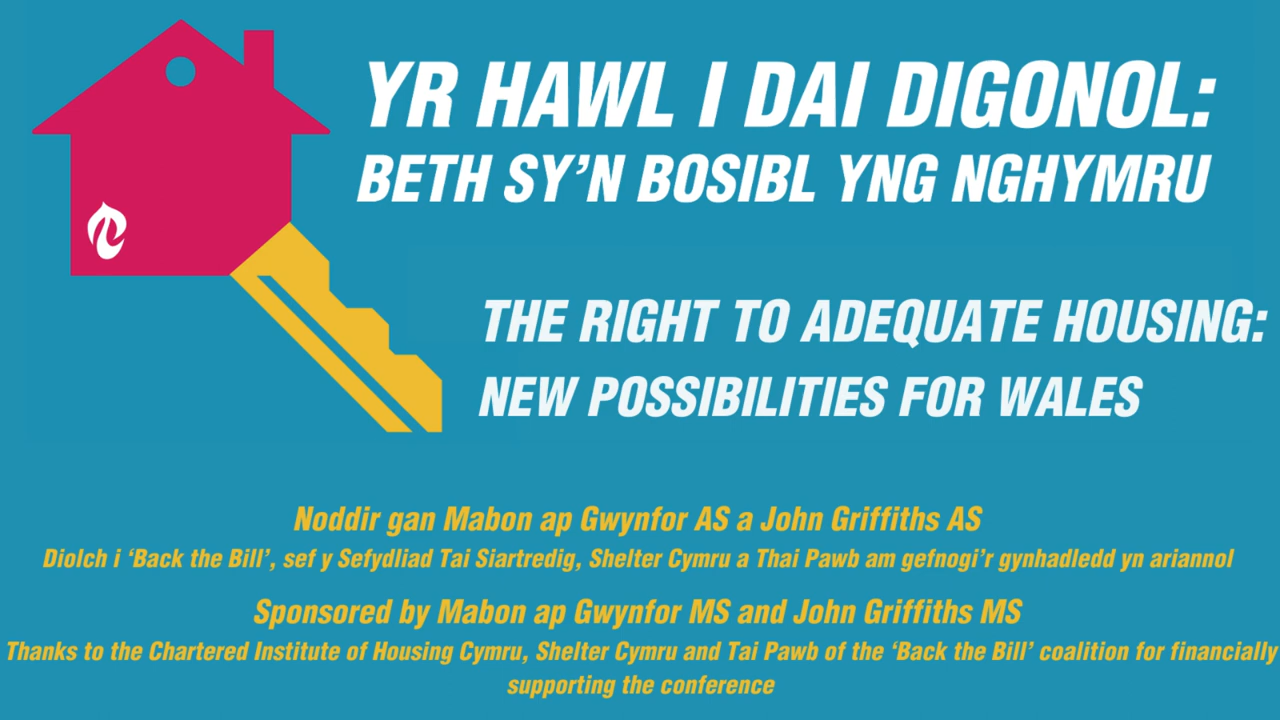 YR HAWL I DAI DIGONOL:
BETH SY'N BOSIBL YNG NGHYMRU
THE RIGHT TO ADEQUATE HOUSING:
NEW POSSIBILITIES FOR WALES
Noddir gan Mabon ap Gwynfor AS a John Griffiths AS
Diolch i ‘Back the Bill’, sef y Sefydliad Tai Siartredig, Shelter Cymru a Thai Pawb am gefnogi’r gynhadledd yn ariannol
Sponsored by Mabon ap Gwynfor MS and John Griffiths MS
Thanks to the Chartered Institute of Housing Cymru, Shelter Cymru and Tai Pawb of the ‘Back the Bill’ coalition for financially
supporting the conference